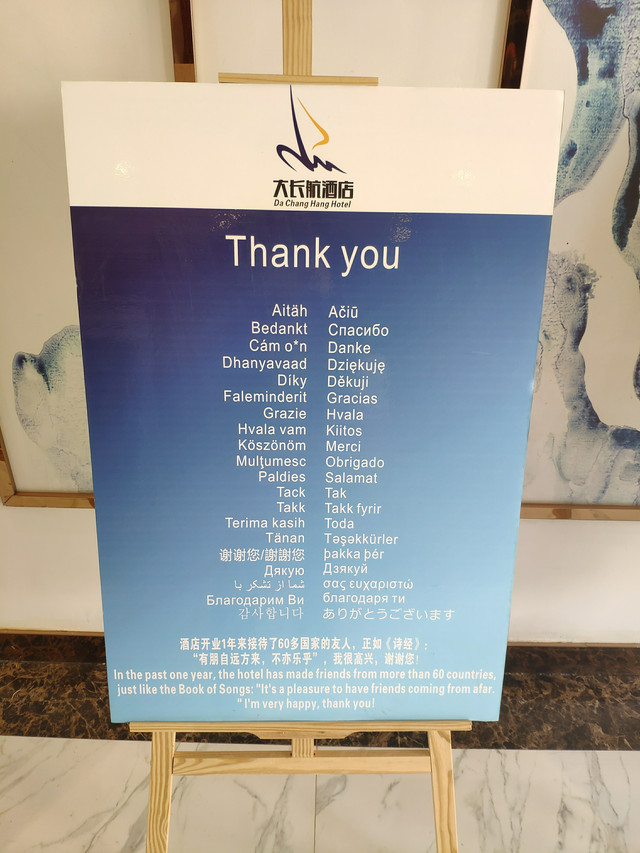 大长航酒店
Da Chang Hang Hotel
Thank you
Aitäh Ačiū
Bedankt Спасибо
Cám o*n Danke
Dhanyavaad Dziękuję
Díky Děkuji
Faleminderit Gracias
Grazie Hvala
Hvala vam Kiitos
Köszönöm Merci
Mulţumesc Obrigado
Paldies Salamat
Tack Tak
Takk Takk fyrir
Terima kasih Toda
Tänan Təşəkkürler
谢谢您/謝謝您 þakka þér
Дякую Дзякуй
شما از تشکر با σας ευχαριστώ
Благодарим Ви благодаря ти
감사합니다 ありがとうございます
酒店开业1年来接待了60多国家的友人，正如《诗经》：
“有朋自远方来，不亦乐乎”，我很高兴，谢谢您！
In the past one year, the hotel has made friends from more than 60 countries,
just like the Book of Songs: "It's a pleasure to have friends coming from afar.
" I'm very happy, thank you!